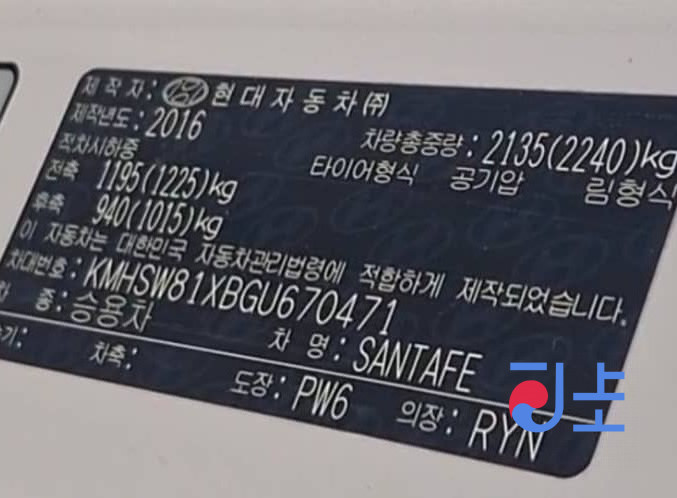 제 작 자 : 현 대 자 동 차 ㈜
제작년도 : 2016 차량총중량 : 2135(2240)kg
적차시하중 타이어형식 공기압 림형식
전축 1195(1225)kg
후축 940(1015)kg
이 자동차는 대한민국 자동차관리법령에 적합하게 제작되었습니다.
차대번호 : KMHSW81XBGU670471
차 종 : 승용차 차 명 : SANTAFE
차축: 도장: PW6 의장: RYN